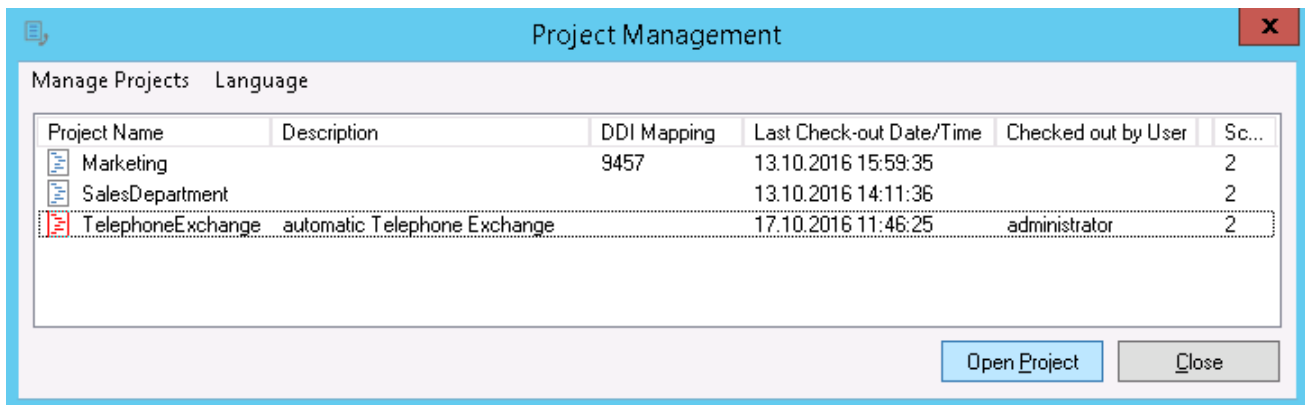 Project Management
x
Manage Projects Language
Project Name Description DDI Mapping Last Check-out Date/Time Checked out by User Sc...
Marketing 9457 13.10.2016 15:59:35 2
SalesDepartment 13.10.2016 14:11:36 2
TelephoneExchange automatic Telephone Exchange 17.10.2016 11:46:25 administrator 2
Open Project Close